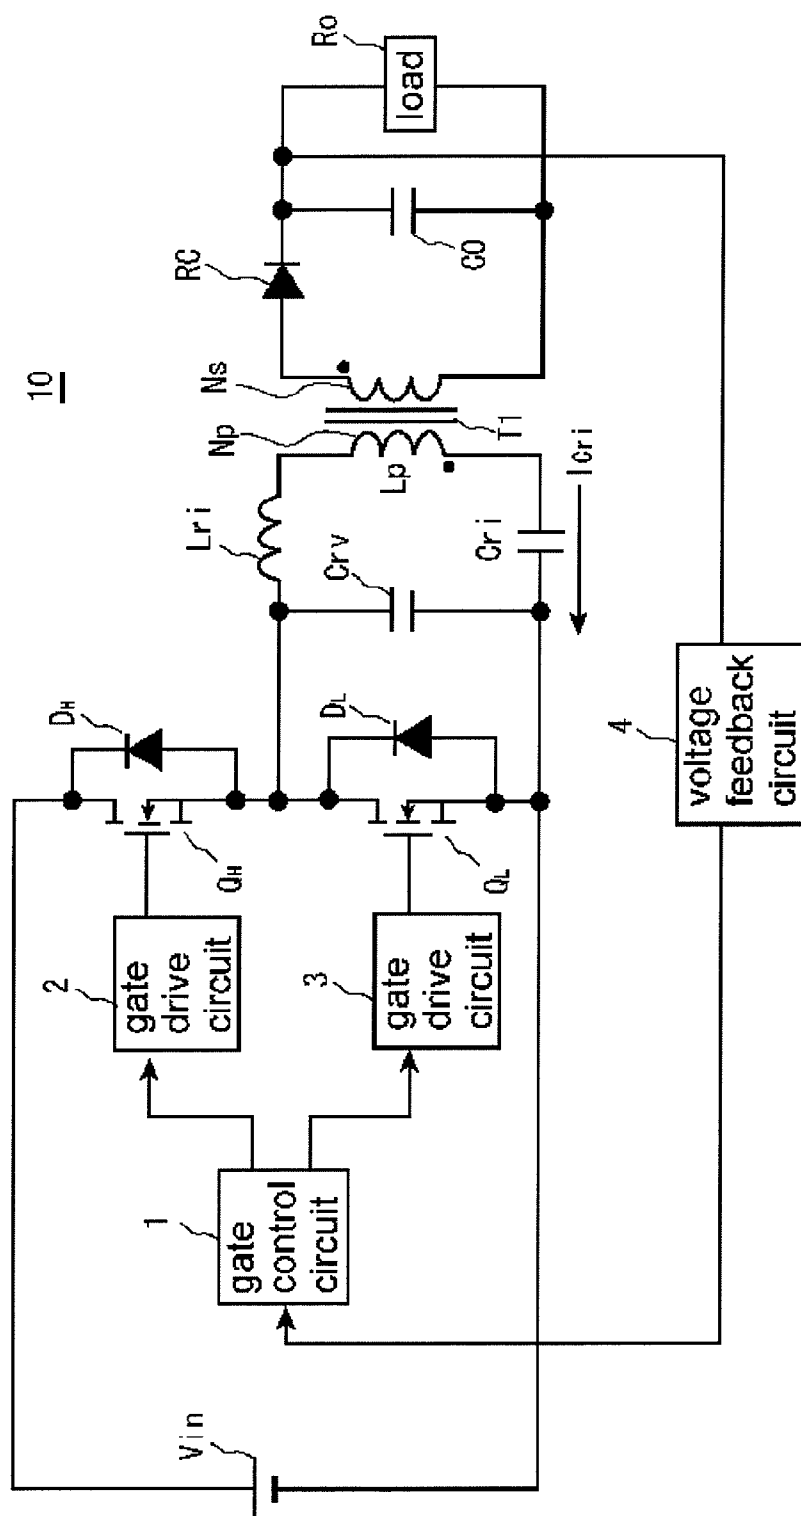 10
Vin
1
gate
control
circuit
2
gate
drive
circuit
3
gate
drive
circuit
QH
DH
QL
DL
Lri
Crv
Cri
ICri
Np
Lp
Ns
T1
RC
CO
Ro
load
4
voltage
feedback
circuit